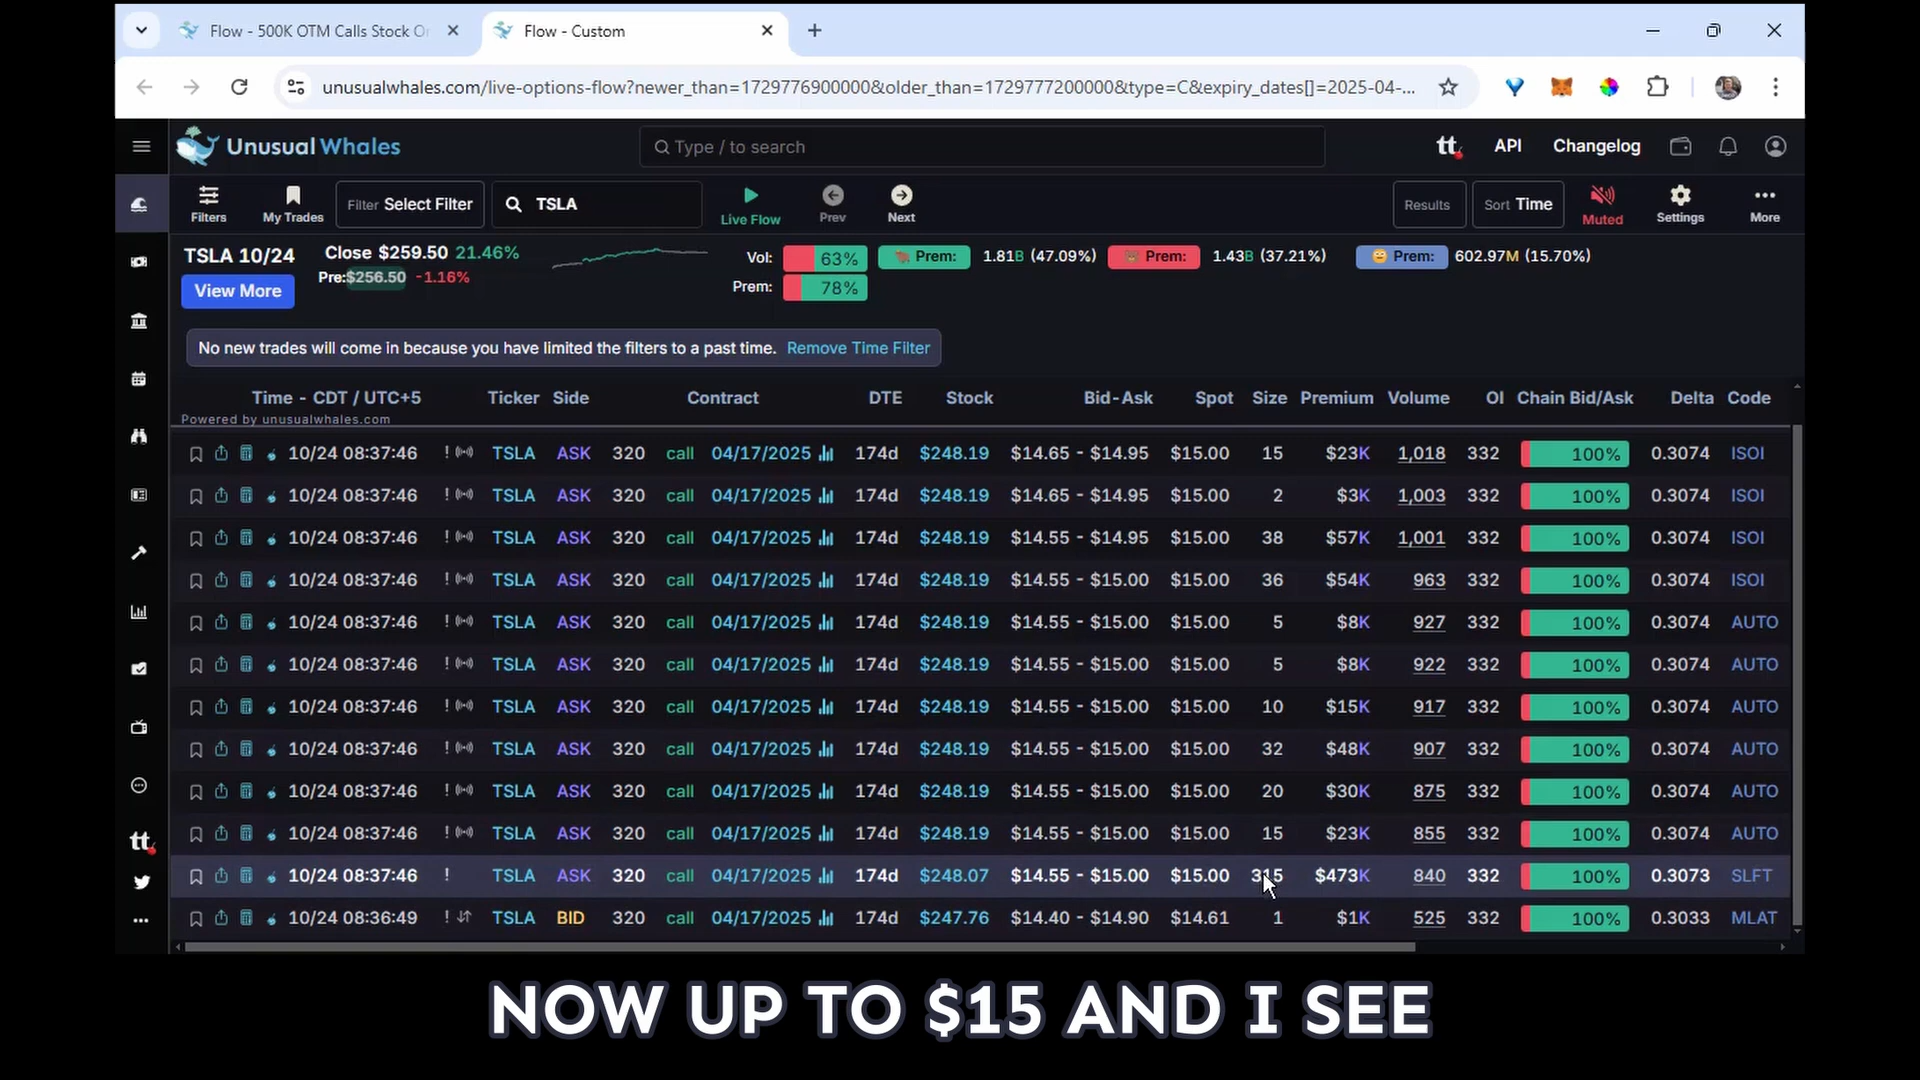 Flow - 500K OTM Calls Stock O
Flow - Custom
unusualwhales.com/live-options-flow?newer_than=1729776900000&older_than=1729777200000&type=C&expiry_dates[]=2025-04-...
Unusual Whales
Type / to search
tt API Changelog
Filters My Trades Filter Select Filter TSLA Live Flow Prev Next Results Sort Time Muted Settings More
TSLA 10/24 Close $259.50 21.46% Vol: 63% Prem: 1.81B (47.09%) Prem: 1.43B (37.21%) Prem: 602.97M (15.70%)
Pre:$256.50 -1.16% Prem: 78%
View More
No new trades will come in because you have limited the filters to a past time. Remove Time Filter
Time - CDT / UTC+5 Ticker Side Contract DTE Stock Bid-Ask Spot Size Premium Volume OI Chain Bid/Ask Delta Code
Powered by unusualwhales.com
10/24 08:37:46 ! TSLA ASK 320 call 04/17/2025 174d $248.19 $14.65 - $14.95 $15.00 15 $23K 1,018 332 100% 0.3074 ISOI
10/24 08:37:46 ! TSLA ASK 320 call 04/17/2025 174d $248.19 $14.65 - $14.95 $15.00 2 $3K 1,003 332 100% 0.3074 ISOI
10/24 08:37:46 ! TSLA ASK 320 call 04/17/2025 174d $248.19 $14.55 - $14.95 $15.00 38 $57K 1,001 332 100% 0.3074 ISOI
10/24 08:37:46 ! TSLA ASK 320 call 04/17/2025 174d $248.19 $14.55 - $15.00 $15.00 36 $54K 963 332 100% 0.3074 ISOI
10/24 08:37:46 ! TSLA ASK 320 call 04/17/2025 174d $248.19 $14.55 - $15.00 $15.00 5 $8K 927 332 100% 0.3074 AUTO
10/24 08:37:46 ! TSLA ASK 320 call 04/17/2025 174d $248.19 $14.55 - $15.00 $15.00 5 $8K 922 332 100% 0.3074 AUTO
10/24 08:37:46 ! TSLA ASK 320 call 04/17/2025 174d $248.19 $14.55 - $15.00 $15.00 10 $15K 917 332 100% 0.3074 AUTO
10/24 08:37:46 ! TSLA ASK 320 call 04/17/2025 174d $248.19 $14.55 - $15.00 $15.00 32 $48K 907 332 100% 0.3074 AUTO
10/24 08:37:46 ! TSLA ASK 320 call 04/17/2025 174d $248.19 $14.55 - $15.00 $15.00 20 $30K 875 332 100% 0.3074 AUTO
10/24 08:37:46 ! TSLA ASK 320 call 04/17/2025 174d $248.19 $14.55 - $15.00 $15.00 15 $23K 855 332 100% 0.3074 AUTO
10/24 08:37:46 ! TSLA ASK 320 call 04/17/2025 174d $248.07 $14.55 - $15.00 $15.00 315 $473K 840 332 100% 0.3073 SLFT
10/24 08:36:49 ! TSLA BID 320 call 04/17/2025 174d $247.76 $14.40 - $14.90 $14.61 1 $1K 525 332 100% 0.3033 MLAT
tt
NOW UP TO $15 AND I SEE